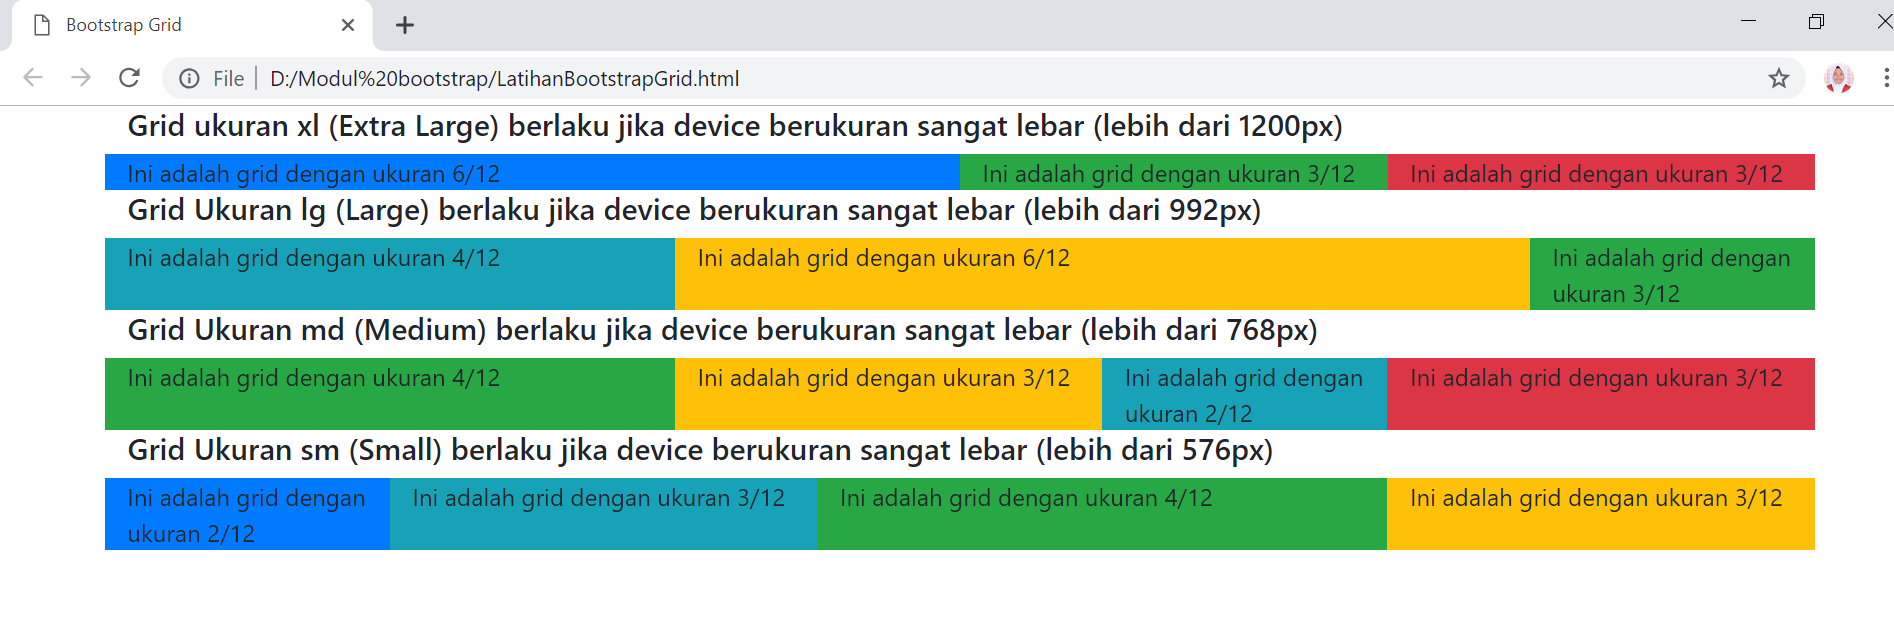 Bootstrap Grid
File D:/Modul%20bootstrap/LatihanBootstrapGrid.html
Grid ukuran xl (Extra Large) berlaku jika device berukuran sangat lebar (lebih dari 1200px)
Ini adalah grid dengan ukuran 6/12 Ini adalah grid dengan ukuran 3/12 Ini adalah grid dengan ukuran 3/12
Grid Ukuran lg (Large) berlaku jika device berukuran sangat lebar (lebih dari 992px)
Ini adalah grid dengan ukuran 4/12 Ini adalah grid dengan ukuran 6/12 Ini adalah grid dengan
ukuran 3/12
Grid Ukuran md (Medium) berlaku jika device berukuran sangat lebar (lebih dari 768px)
Ini adalah grid dengan ukuran 4/12 Ini adalah grid dengan ukuran 3/12 Ini adalah grid dengan Ini adalah grid dengan ukuran 3/12
ukuran 2/12
Grid Ukuran sm (Small) berlaku jika device berukuran sangat lebar (lebih dari 576px)
Ini adalah grid dengan Ini adalah grid dengan ukuran 3/12 Ini adalah grid dengan ukuran 4/12 Ini adalah grid dengan ukuran 3/12
ukuran 2/12